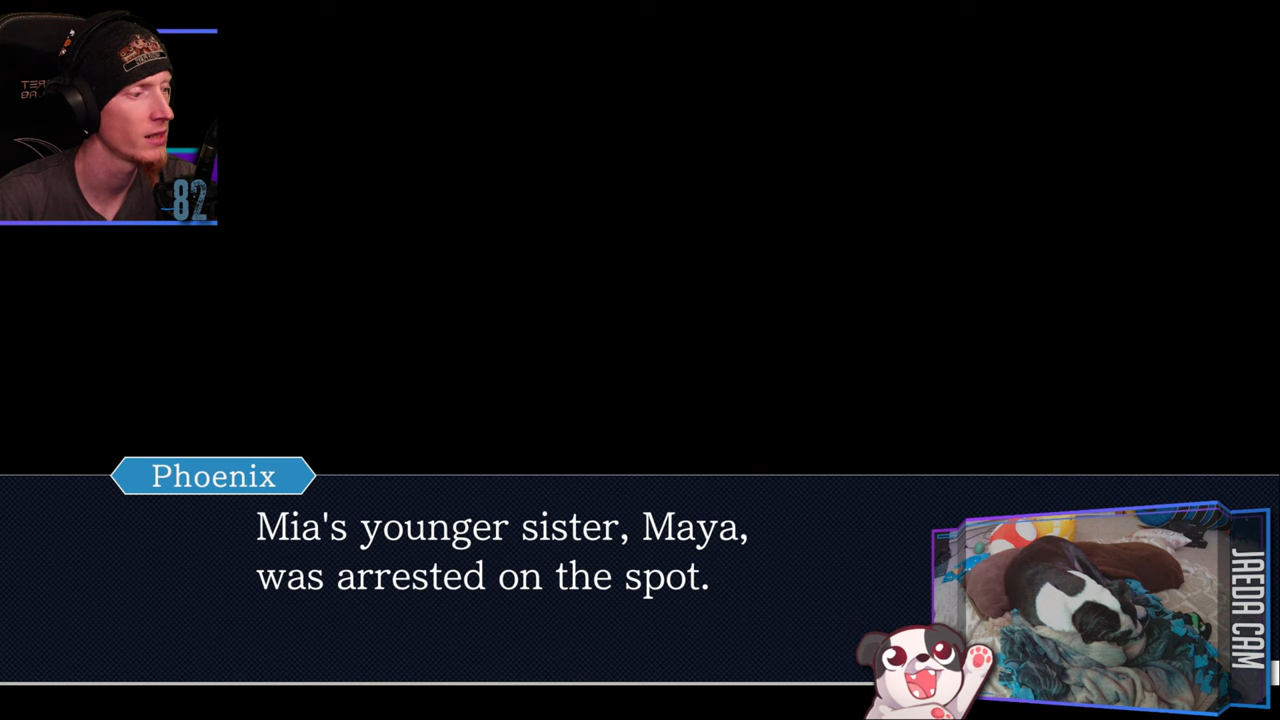 82
Phoenix
Mia's younger sister, Maya,
was arrested on the spot.
JAEDA CAM